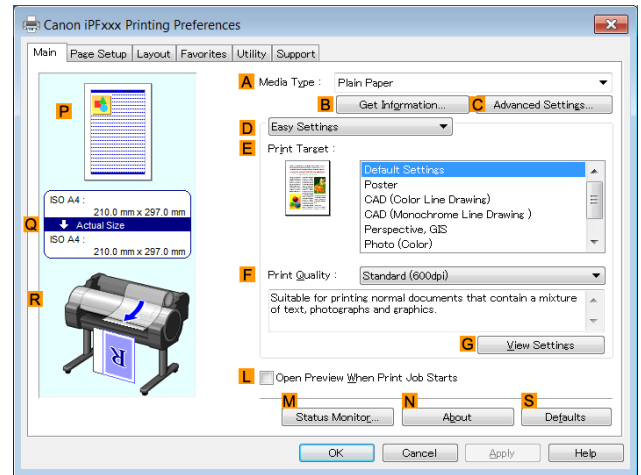 Canon iPFxxx Printing Preferences
Main Page Setup Layout Favorites Utility Support
A Media Type : Plain Paper
B Get Information... C Advanced Settings...
D Easy Settings
E Print Target :
Default Settings
Poster
CAD (Color Line Drawing)
CAD (Monochrome Line Drawing )
Perspective, GIS
Photo (Color)
F Print Quality : Standard (600dpi)
Suitable for printing normal documents that contain a mixture
of text, photographs and graphics.
G View Settings
P
ISO A4 :
210.0 mm x 297.0 mm
Q Actual Size
ISO A4 :
210.0 mm x 297.0 mm
R
R
L Open Preview When Print Job Starts
M N S
Status Monitor... About Defaults
OK Cancel Apply Help